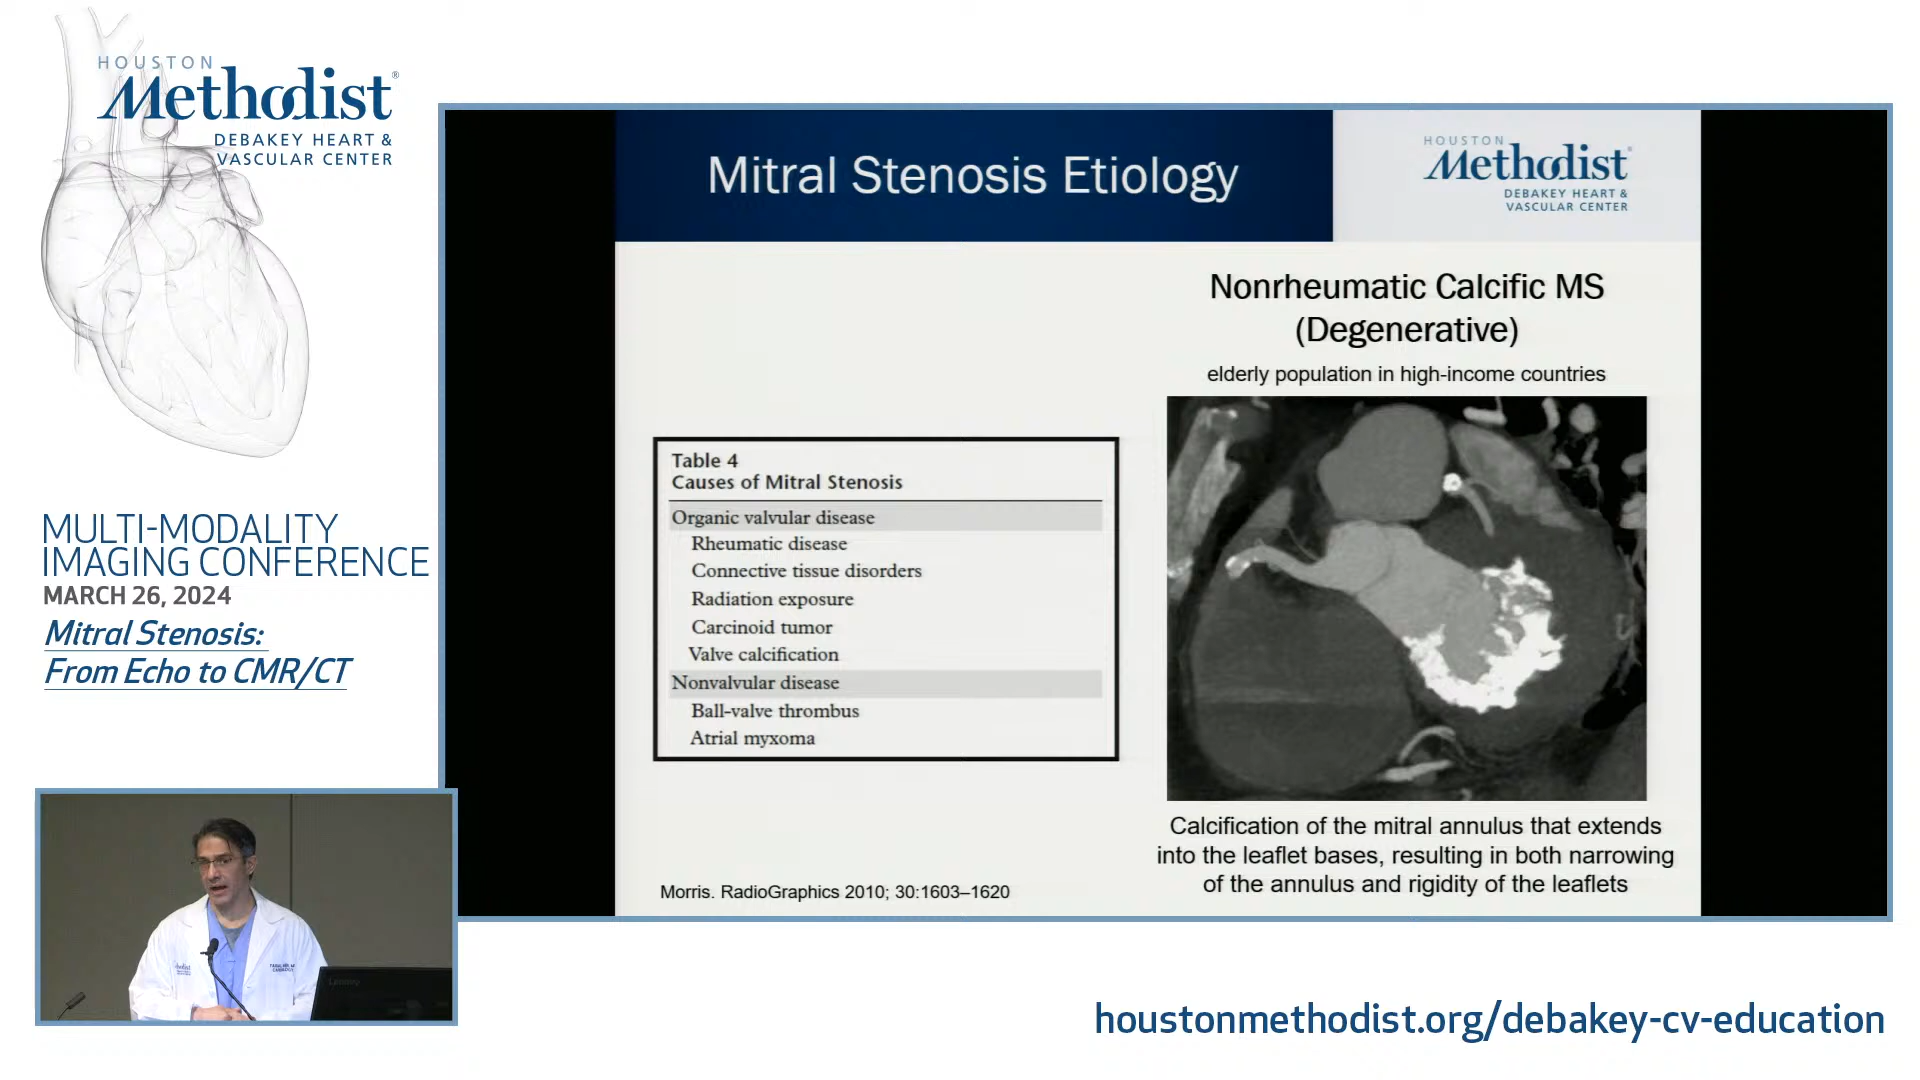 HOUSTON
Methodist®
DEBAKEY HEART &
VASCULAR CENTER
MULTI-MODALITY
IMAGING CONFERENCE
MARCH 26, 2024
Mitral Stenosis:
From Echo to CMR/CT
Mitral Stenosis Etiology
HOUSTON
Methodist®
DEBAKEY HEART &
VASCULAR CENTER
Table 4
Causes of Mitral Stenosis
Organic valvular disease
Rheumatic disease
Connective tissue disorders
Radiation exposure
Carcinoid tumor
Valve calcification
Nonvalvular disease
Ball-valve thrombus
Atrial myxoma
Morris. RadioGraphics 2010; 30:1603–1620
Nonrheumatic Calcific MS
(Degenerative)
elderly population in high-income countries
Calcification of the mitral annulus that extends
into the leaflet bases, resulting in both narrowing
of the annulus and rigidity of the leaflets
houstonmethodist.org/debakey-cv-education